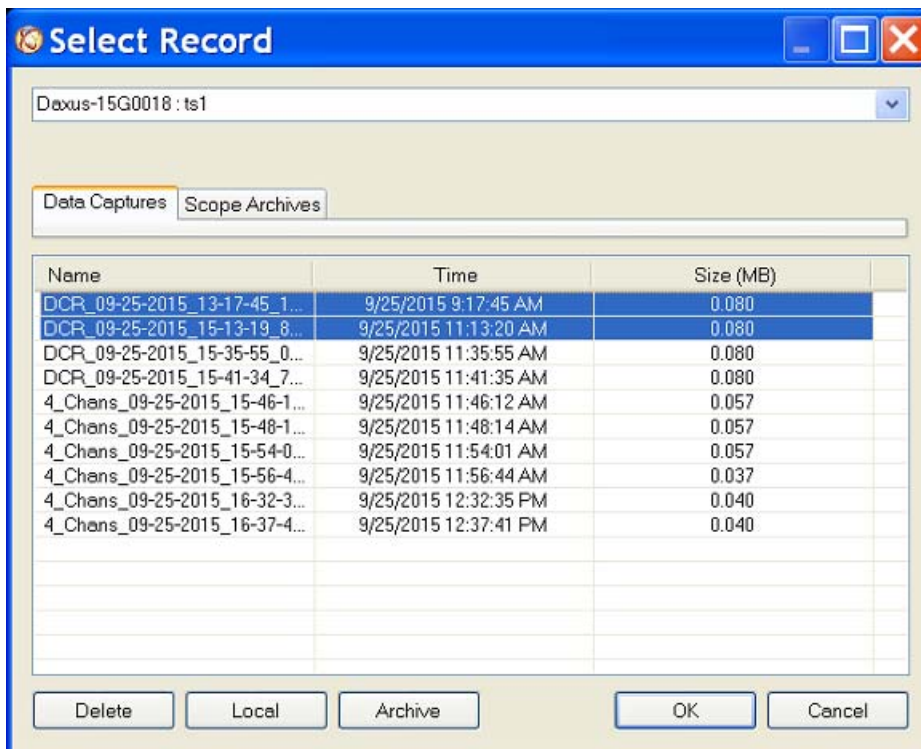 Select Record
Daxus-15G0018 : ts1
Data Captures Scope Archives
Name Time Size (MB)
DCR_09-25-2015_13-17-45_1... 9/25/2015 9:17:45 AM 0.080
DCR_09-25-2015_15-13-19_8... 9/25/2015 11:13:20 AM 0.080
DCR_09-25-2015_15-35-55_0... 9/25/2015 11:35:55 AM 0.080
DCR_09-25-2015_15-41-34_7... 9/25/2015 11:41:35 AM 0.080
4_Chans_09-25-2015_15-46-1... 9/25/2015 11:46:12 AM 0.057
4_Chans_09-25-2015_15-48-1... 9/25/2015 11:48:14 AM 0.057
4_Chans_09-25-2015_15-54-0... 9/25/2015 11:54:01 AM 0.057
4_Chans_09-25-2015_15-56-4... 9/25/2015 11:56:44 AM 0.037
4_Chans_09-25-2015_16-32-3... 9/25/2015 12:32:35 PM 0.040
4_Chans_09-25-2015_16-37-4... 9/25/2015 12:37:41 PM 0.040
Delete Local Archive OK Cancel